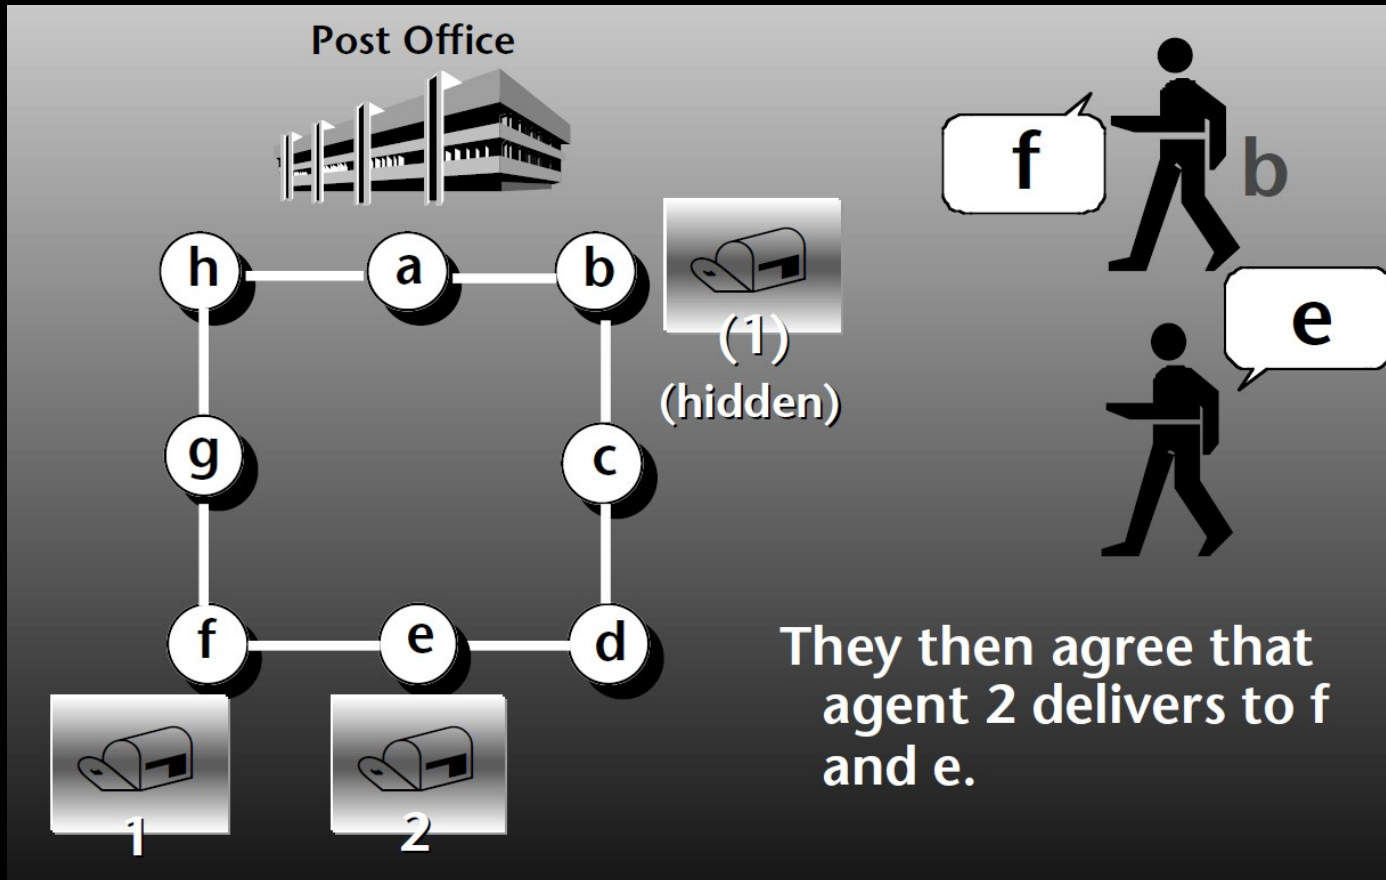 Post Office
f
b
e
h
a
b
(1)
(hidden)
g
c
f
e
d
1
2
They then agree that
agent 2 delivers to f
and e.